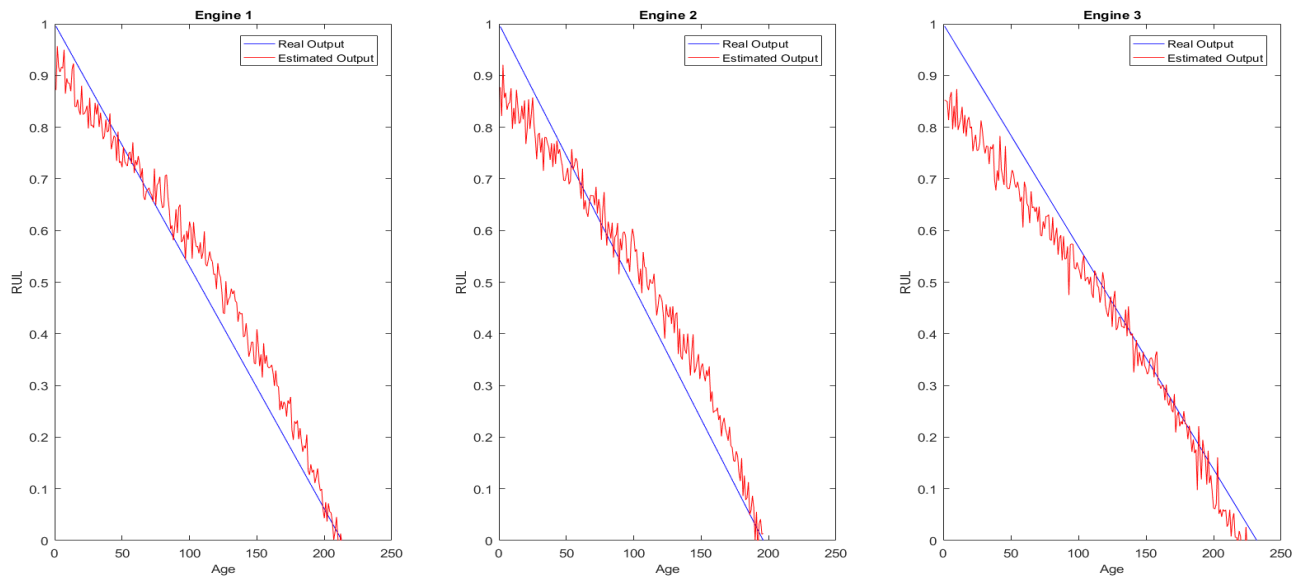 Engine 1
Real Output
Estimated Output
RUL
1
0.9
0.8
0.7
0.6
0.5
0.4
0.3
0.2
0.1
0
0 50 100 150 200 250
Age
Engine 2
Real Output
Estimated Output
RUL
1
0.9
0.8
0.7
0.6
0.5
0.4
0.3
0.2
0.1
0
0 50 100 150 200 250
Age
Engine 3
Real Output
Estimated Output
RUL
1
0.9
0.8
0.7
0.6
0.5
0.4
0.3
0.2
0.1
0
0 50 100 150 200 250
Age